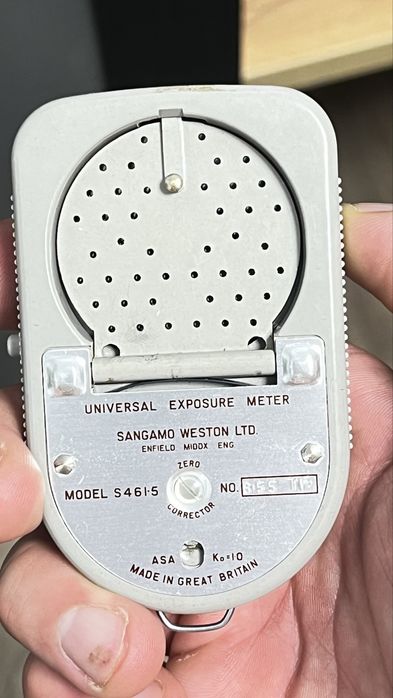 UNIVERSAL EXPOSURE METER
SANGAMO WESTON LTD.
ENFIELD MIDDX ENG.
ZERO
MODEL S461·5
NO.
CORRECTOR
ASA K₀=10
MADE IN GREAT BRITAIN